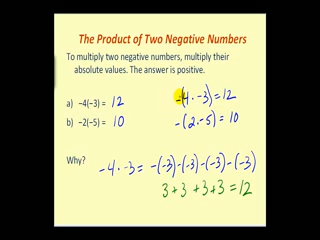 The Product of Two Negative Numbers
To multiply two negative numbers, multiply their
absolute values. The answer is positive.
a) −4(−3) = 12
-(4 · -3) = 12
b) −2(−5) = 10
-(2 · -5) = 10
Why?
-4 · -3 = -(-3) -(-3) -(-3) -(-3)
3 + 3 + 3 + 3 = 12